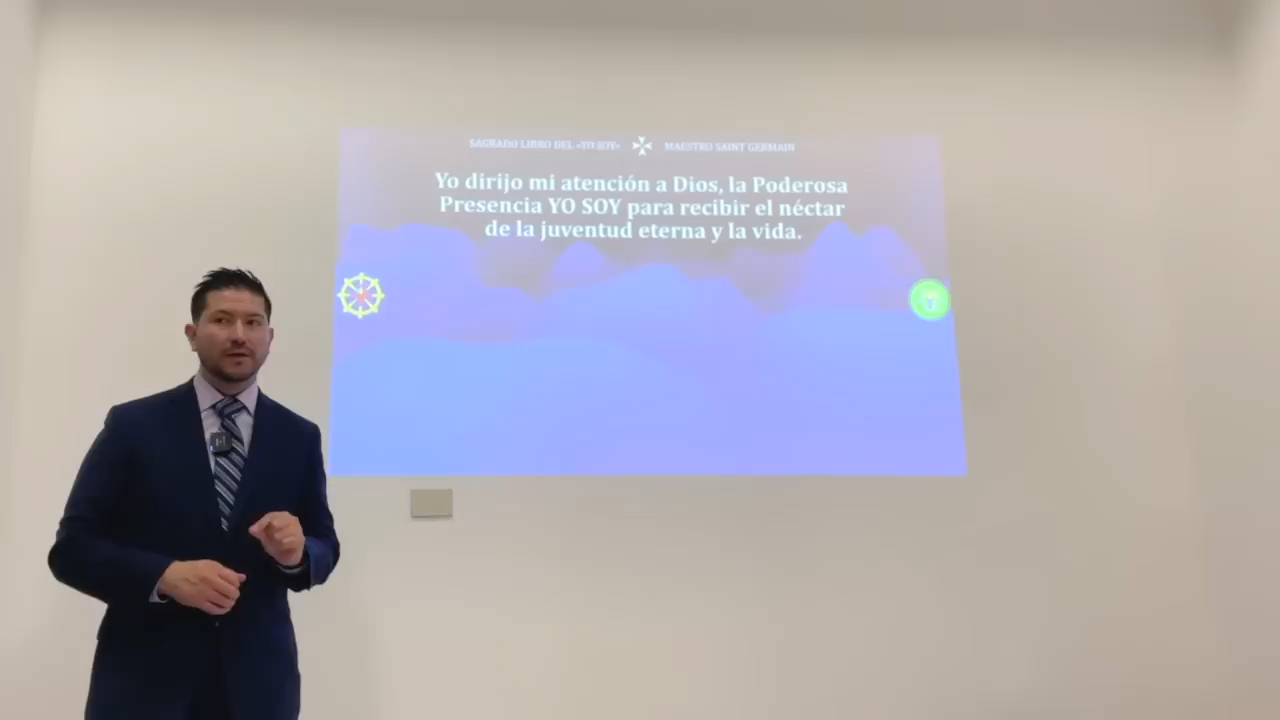 SAGRADO LIBRO DEL «YO SOY» MAESTRO SAINT GERMAIN
Yo dirijo mi atención a Dios, la Poderosa
Presencia YO SOY para recibir el néctar
de la juventud eterna y la vida.